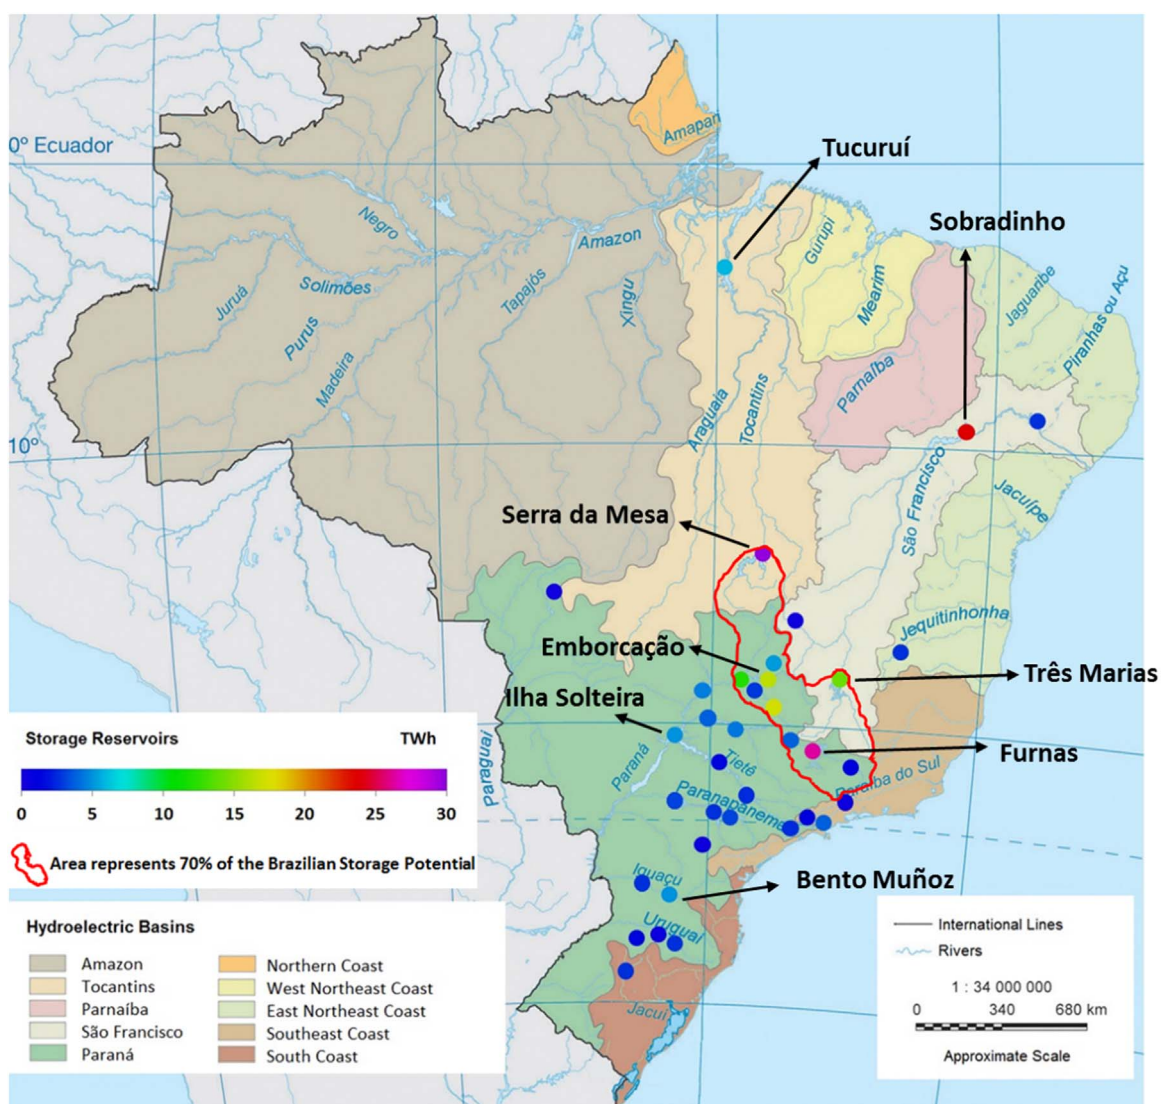 0º Ecuador
Amapari
Tucuruí
Sobradinho
Negro
Amazon
Gurupi
Mearim
Jaguaribe
Piranhas ou Açu
Juruá
Solimões
Purus
Madeira
Tapajós
Xingu
Parnaíba
Araguaia
Tocantins
10º
São Francisco
Jacuípe
Serra da Mesa
Jequitinhonha
Emborcação
Três Marias
Ilha Solteira
Furnas
Paraguai
Paraná
Tietê
Paraíba do Sul
Paranapanema
Iguaçu
Bento Muñoz
Uruguai
Jacuí
Storage Reservoirs TWh
0 5 10 15 20 25 30
Area represents 70% of the Brazilian Storage Potential
Hydroelectric Basins
Amazon
Tocantins
Parnaíba
São Francisco
Paraná
Northern Coast
West Northeast Coast
East Northeast Coast
Southeast Coast
South Coast
International Lines
Rivers
1 : 34 000 000
0 340 680 km
Approximate Scale